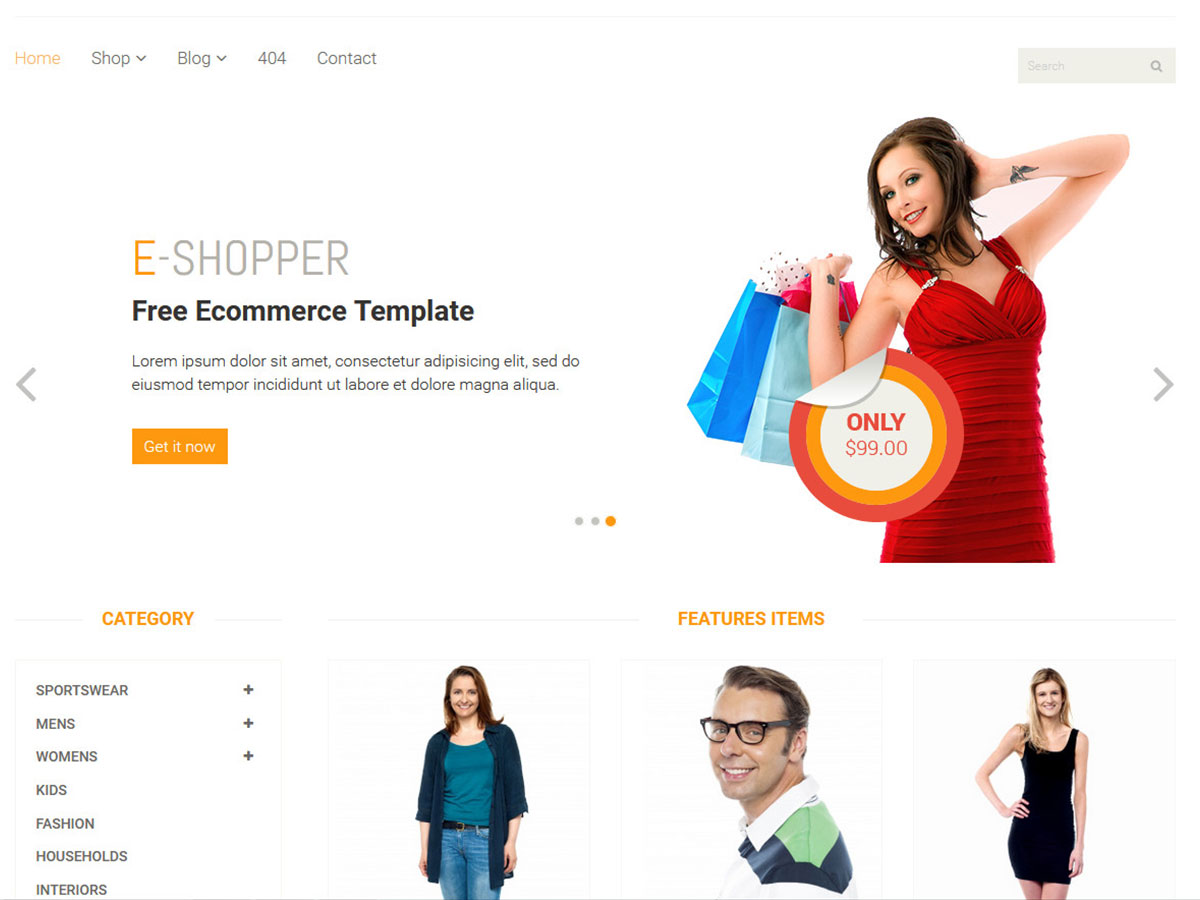 Home Shop Blog 404 Contact
Search
E-SHOPPER
Free Ecommerce Template
Lorem ipsum dolor sit amet, consectetur adipisicing elit, sed do
eiusmod tempor incididunt ut labore et dolore magna aliqua.
Get it now
ONLY
$99.00
CATEGORY
SPORTSWEAR
MENS
WOMENS
KIDS
FASHION
HOUSEHOLDS
INTERIORS
FEATURES ITEMS